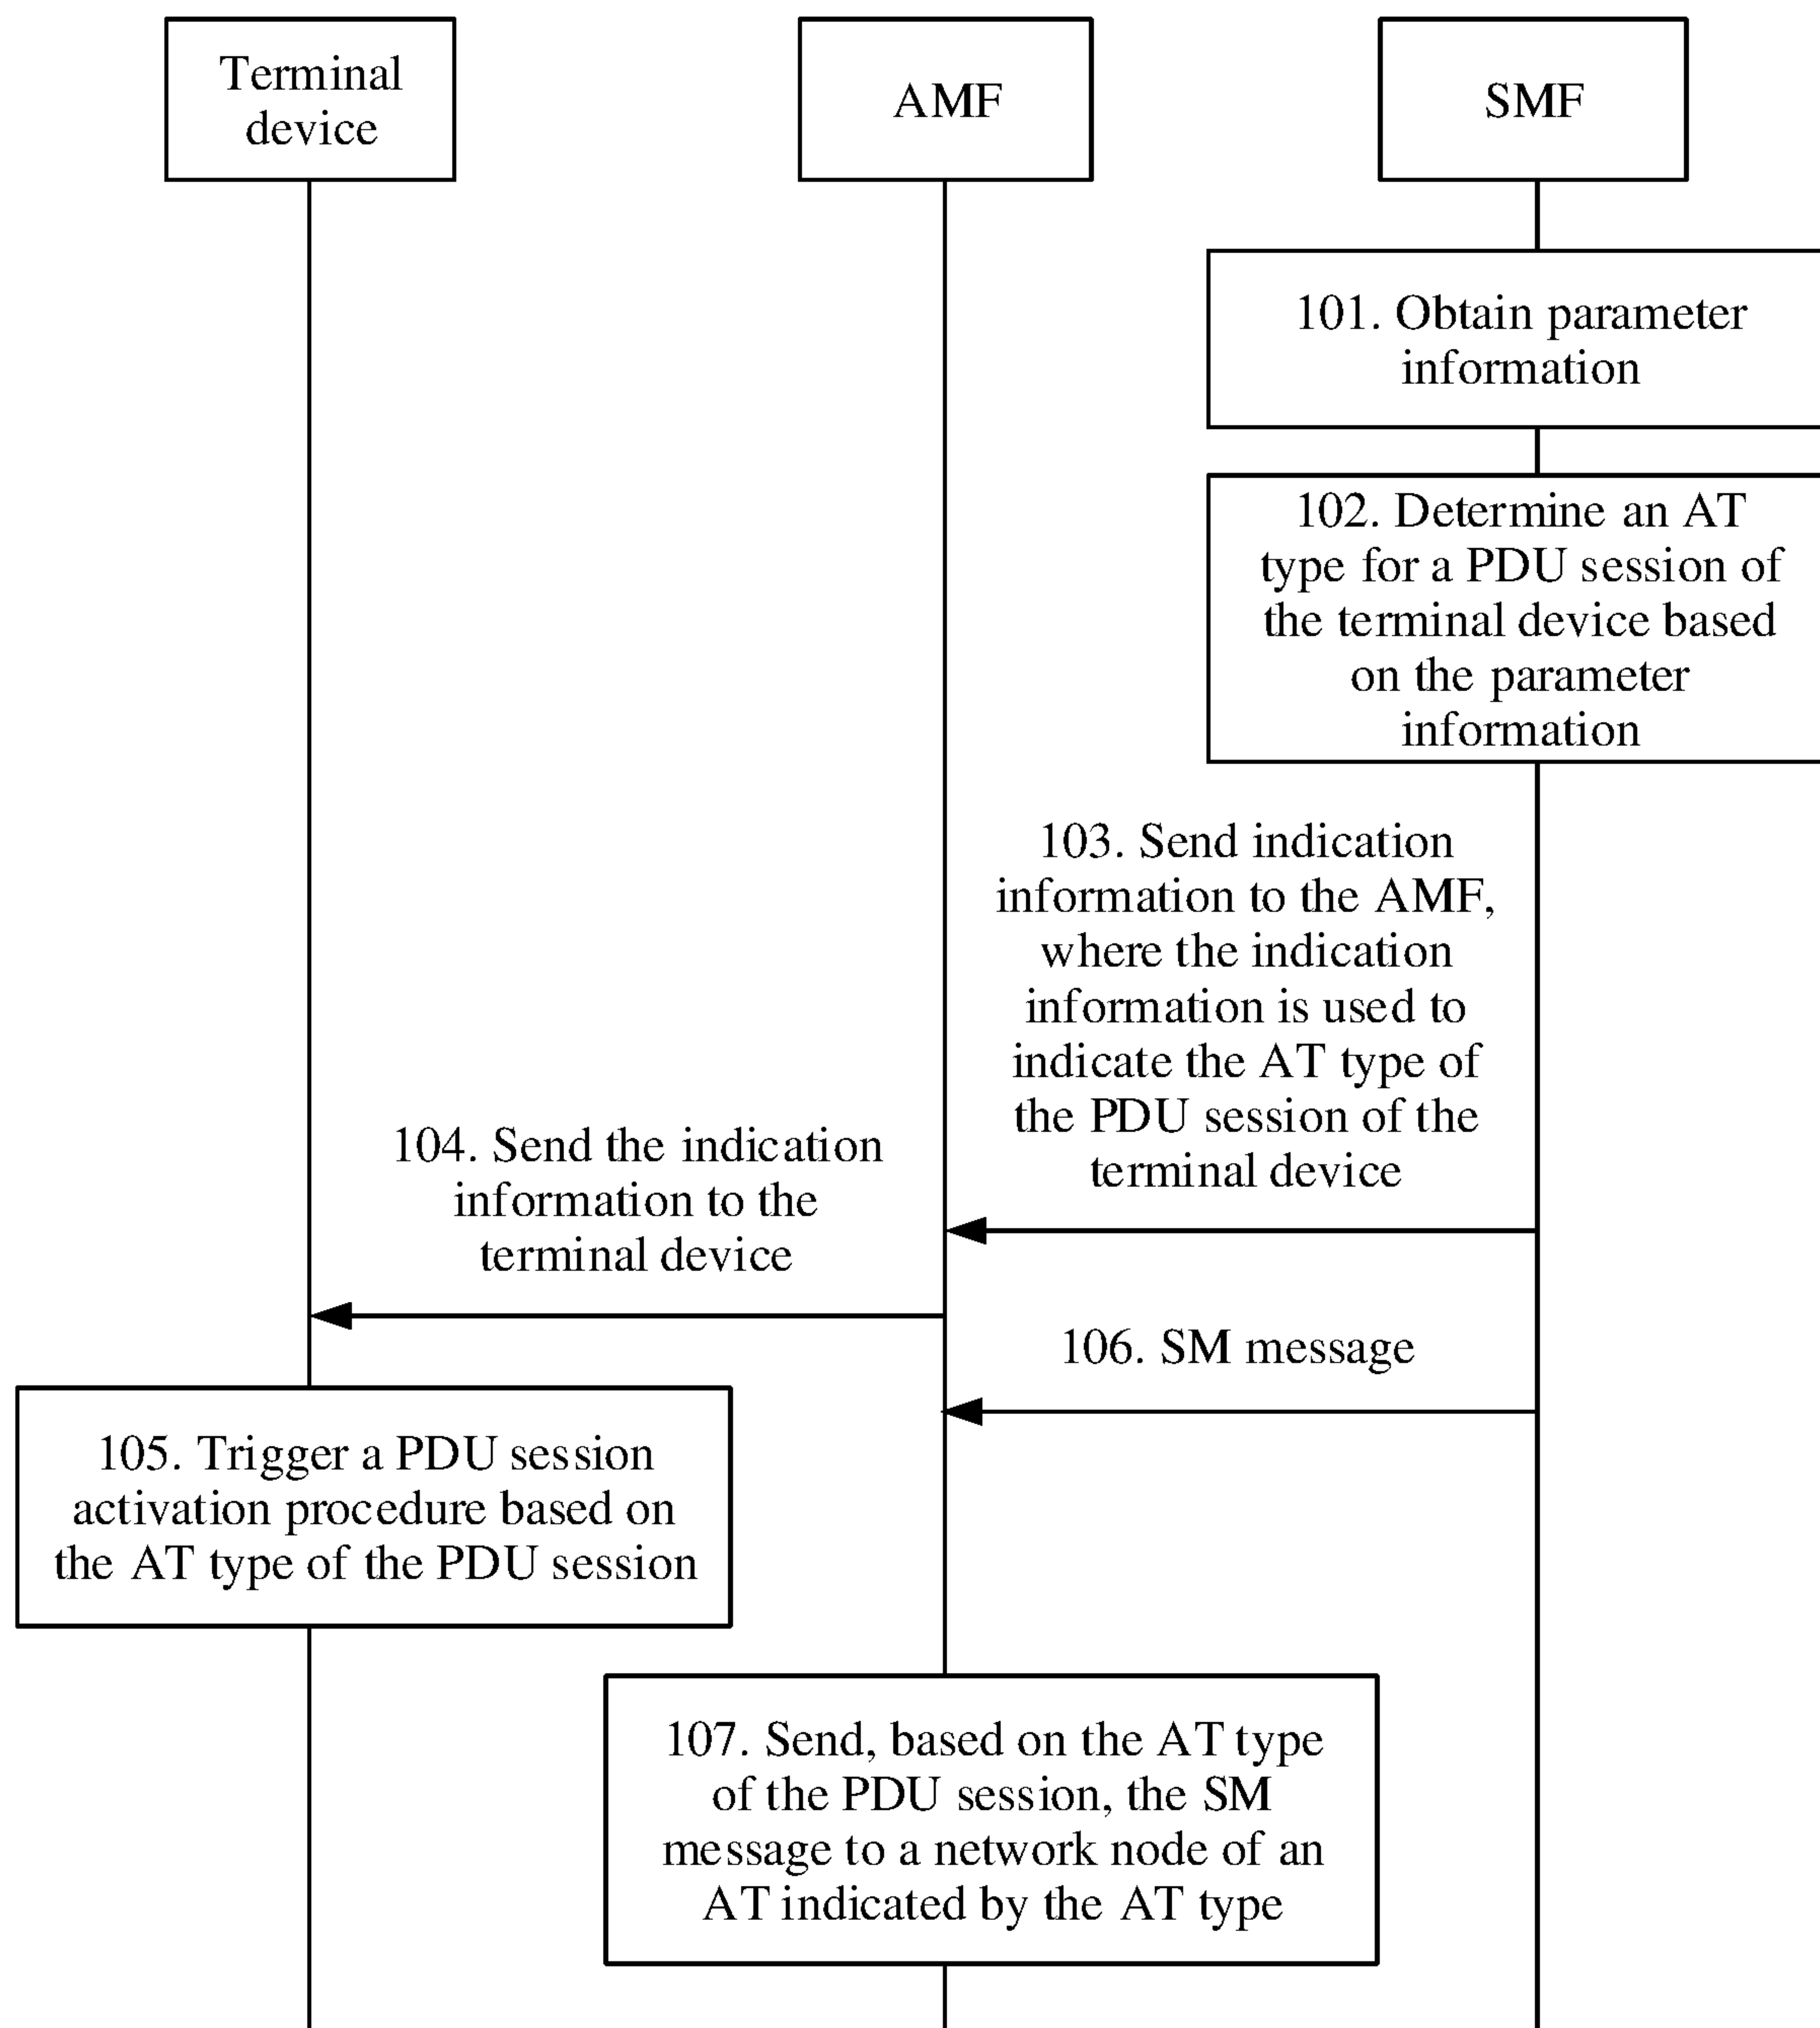 Terminal
device
AMF
SMF
101. Obtain parameter
information
102. Determine an AT
type for a PDU session of
the terminal device based
on the parameter
information
103. Send indication
information to the AMF,
where the indication
information is used to
indicate the AT type of
the PDU session of the
terminal device
104. Send the indication
information to the
terminal device
106. SM message
105. Trigger a PDU session
activation procedure based on
the AT type of the PDU session
107. Send, based on the AT type
of the PDU session, the SM
message to a network node of an
AT indicated by the AT type